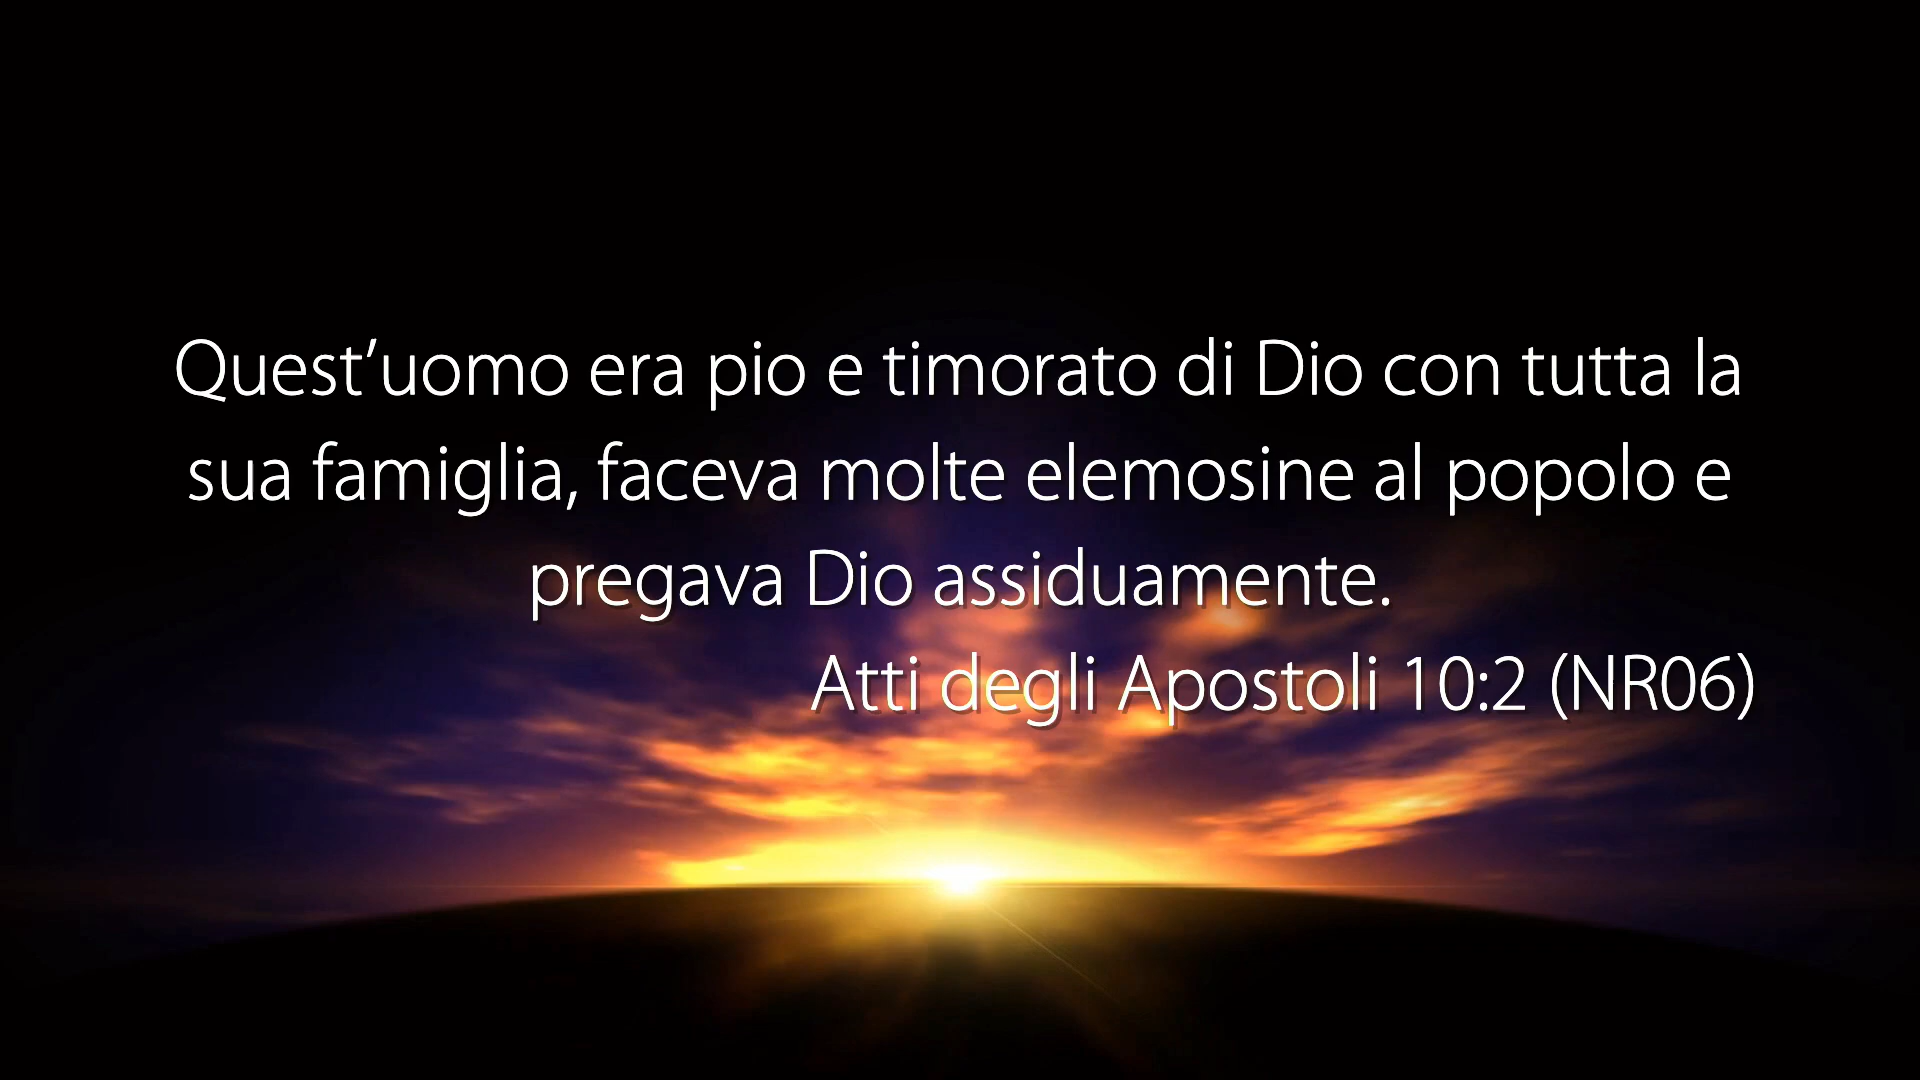 Quest’uomo era pio e timorato di Dio con tutta la
sua famiglia, faceva molte elemosine al popolo e
pregava Dio assiduamente.
Atti degli Apostoli 10:2 (NR06)